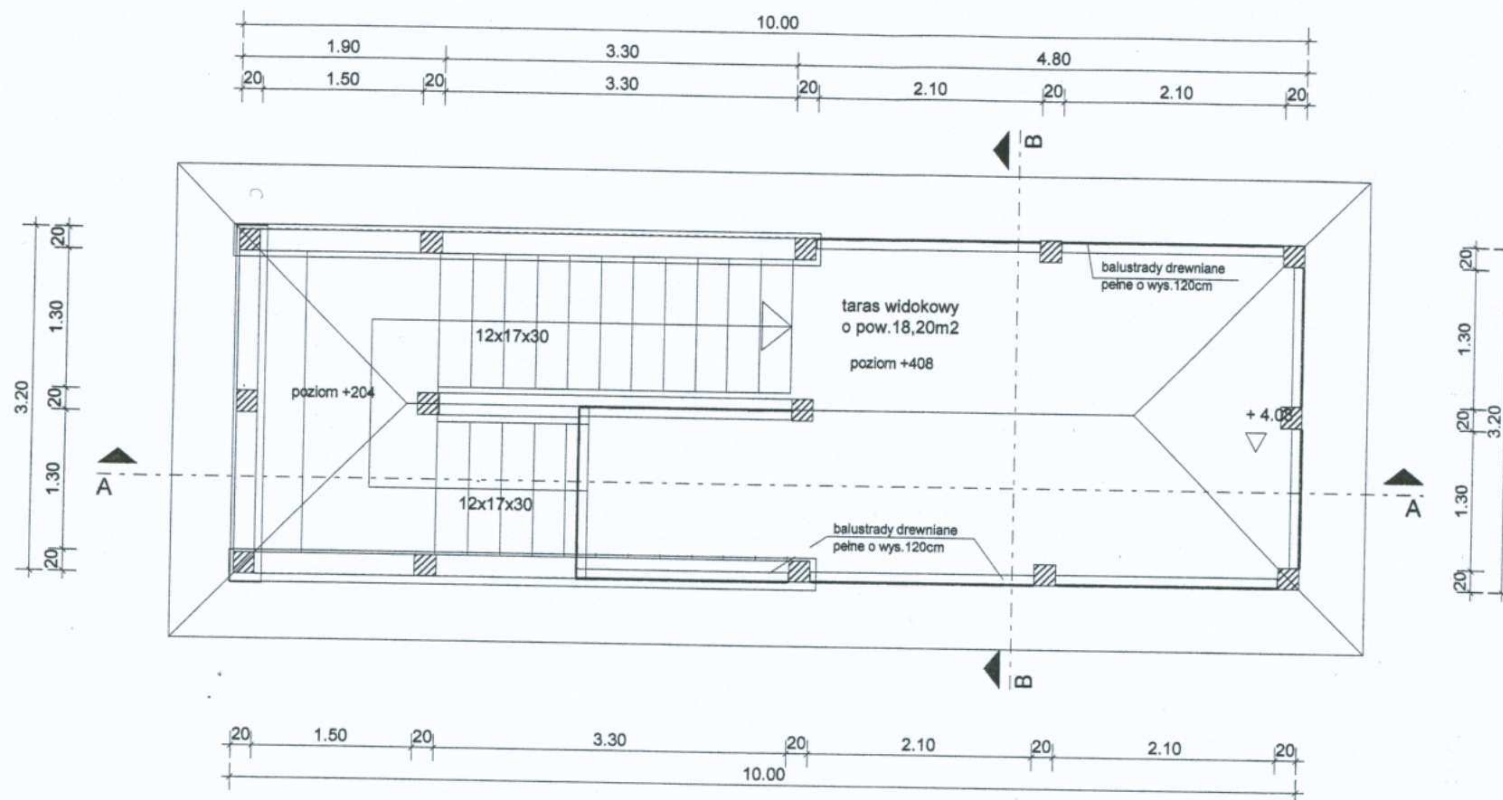 10.00
1.90 3.30 4.80
20 1.50 20 3.30 20 2.10 20 2.10 20
B
20
1.30
20
1.30
20
3.20
balustrady drewniane
pełne o wys.120cm
taras widokowy
o pow.18,20m2
poziom +408
12x17x30
poziom +204
+ 4.08
12x17x30
balustrady drewniane
pełne o wys.120cm
A
A
20
1.30
20
1.30
20
3.20
B
20 1.50 20 3.30 20 2.10 20 2.10 20
10.00